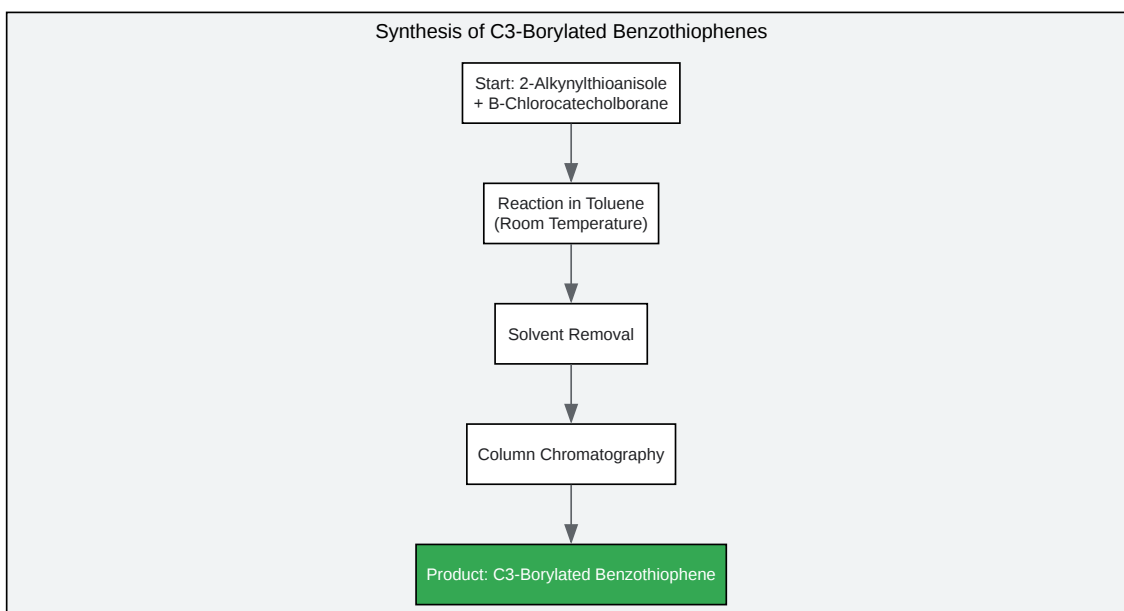 Synthesis of C3-Borylated Benzothiophenes
Start: 2-Alkynylthioanisole
+ B-Chlorocatecholborane
Reaction in Toluene
(Room Temperature)
Solvent Removal
Column Chromatography
Product: C3-Borylated Benzothiophene